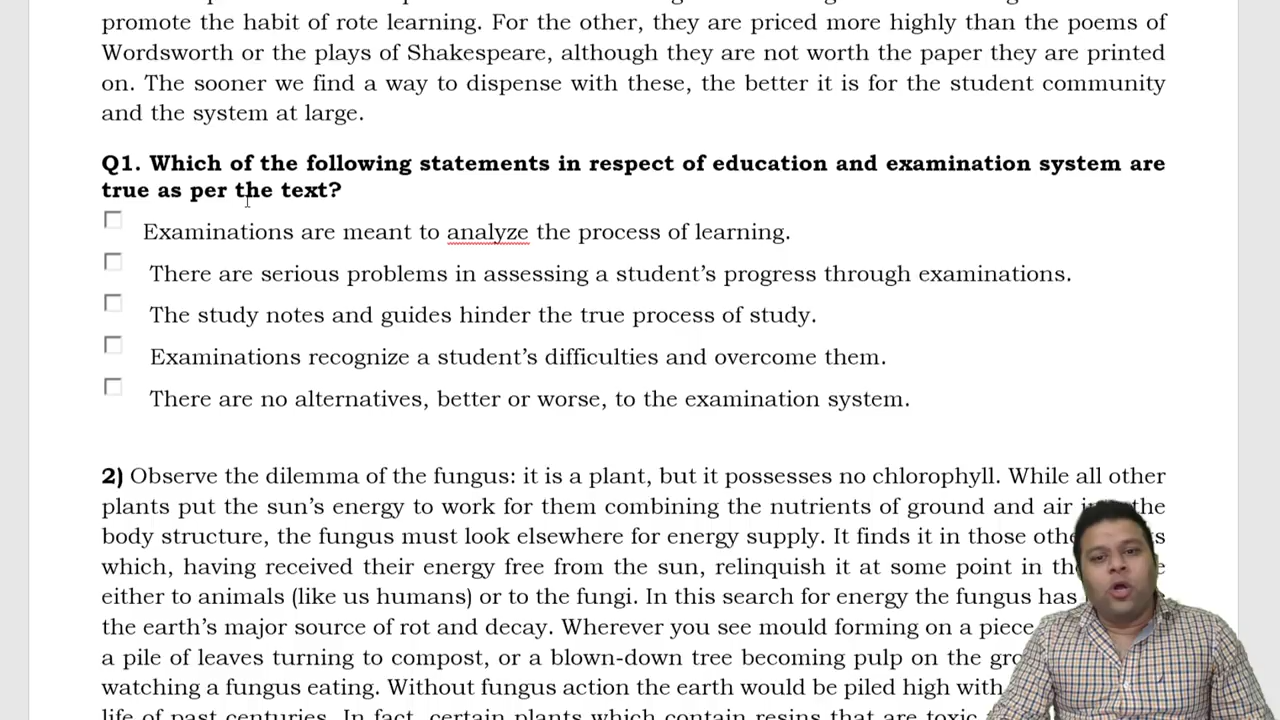 promote the habit of rote learning. For the other, they are priced more highly than the poems of
Wordsworth or the plays of Shakespeare, although they are not worth the paper they are printed
on. The sooner we find a way to dispense with these, the better it is for the student community
and the system at large.
Q1. Which of the following statements in respect of education and examination system are
true as per the text?
Examinations are meant to analyze the process of learning.
There are serious problems in assessing a student's progress through examinations.
The study notes and guides hinder the true process of study.
Examinations recognize a student's difficulties and overcome them.
There are no alternatives, better or worse, to the examination system.
2) Observe the dilemma of the fungus: it is a plant, but it possesses no chlorophyll. While all other
plants put the sun's energy to work for them combining the nutrients of ground and air the
body structure, the fungus must look elsewhere for energy supply. It finds it in those
which, having received their energy free from the sun, relinquish it at some point in
either to animals (like us humans) or to the fungi. In this search for energy the fungus has
the earth's major source of rot and decay. Wherever you see mould forming on a piece
a pile of leaves turning to compost, or a blown-down tree becoming pulp on the
watching a fungus eating. Without fungus action the earth would be piled high with
life of past centuries. In fact, certain plants which contain resins that are toxic